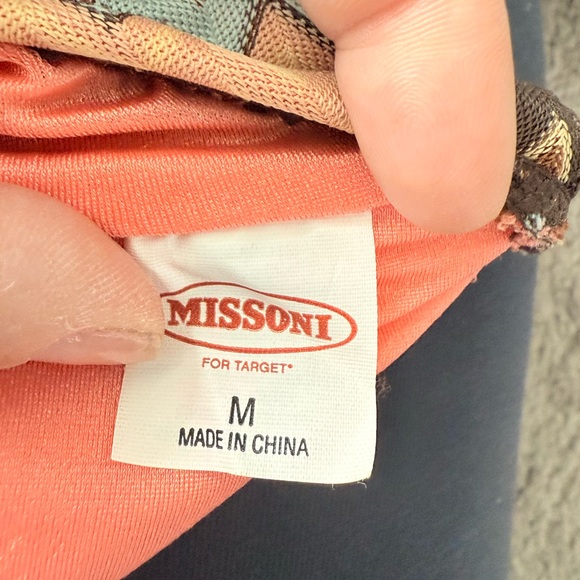 MISSONI
FOR TARGET®
M
MADE IN CHINA